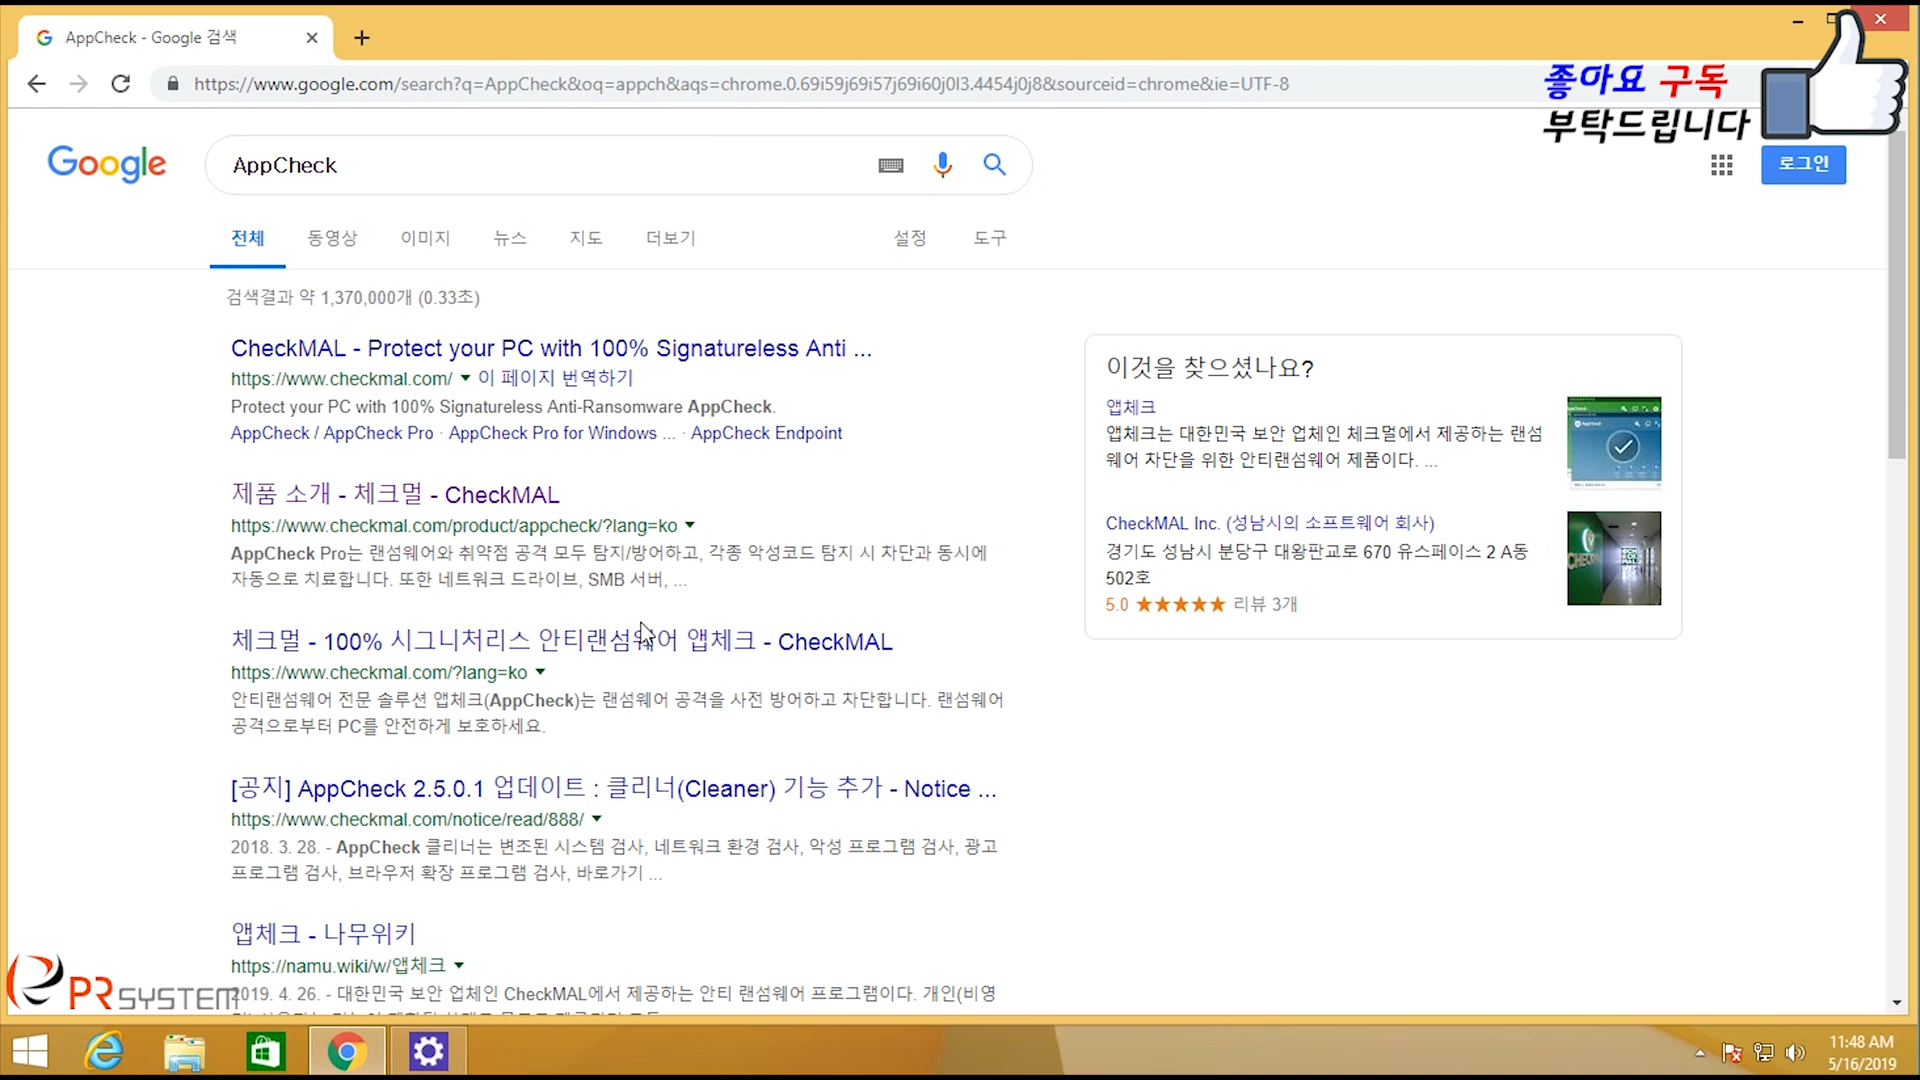 AppCheck - Google 검색
https://www.google.com/search?q=AppCheck&oq=appch&aqs=chrome.0.69i59j69i57j69i60j0l3.4454j0j8&sourceid=chrome&ie=UTF-8
좋아요 구독
부탁드립니다
Google
AppCheck
로그인
전체 동영상 이미지 뉴스 지도 더보기 설정 도구
검색결과 약 1,370,000개 (0.33초)
CheckMAL - Protect your PC with 100% Signatureless Anti ...
https://www.checkmal.com/ 이 페이지 번역하기
Protect your PC with 100% Signatureless Anti-Ransomware AppCheck.
AppCheck / AppCheck Pro · AppCheck Pro for Windows ... · AppCheck Endpoint
제품 소개 - 체크멀 - CheckMAL
https://www.checkmal.com/product/appcheck/?lang=ko
AppCheck Pro는 랜섬웨어와 취약점 공격 모두 탐지/방어하고, 각종 악성코드 탐지 시 차단과 동시에
자동으로 치료합니다. 또한 네트워크 드라이브, SMB 서버, ...
체크멀 - 100% 시그니처리스 안티랜섬웨어 앱체크 - CheckMAL
https://www.checkmal.com/?lang=ko
안티랜섬웨어 전문 솔루션 앱체크(AppCheck)는 랜섬웨어 공격을 사전 방어하고 차단합니다. 랜섬웨어
공격으로부터 PC를 안전하게 보호하세요.
[공지] AppCheck 2.5.0.1 업데이트 : 클리너(Cleaner) 기능 추가 - Notice ...
https://www.checkmal.com/notice/read/888/
2018. 3. 28. - AppCheck 클리너는 변조된 시스템 검사, 네트워크 환경 검사, 악성 프로그램 검사, 광고
프로그램 검사, 브라우저 확장 프로그램 검사, 바로가기 ...
앱체크 - 나무위키
https://namu.wiki/w/앱체크
2019. 4. 26. - 대한민국 보안 업체인 CheckMAL에서 제공하는 안티 랜섬웨어 프로그램이다. 개인(비영
이것을 찾으셨나요?
앱체크
앱체크는 대한민국 보안 업체인 체크멀에서 제공하는 랜섬
웨어 차단을 위한 안티랜섬웨어 제품이다. ...
CheckMAL Inc. (성남시의 소프트웨어 회사)
경기도 성남시 분당구 대왕판교로 670 유스페이스 2 A동
502호
5.0 ★★★★★ 리뷰 3개
PR SYSTEM
11:48 AM
5/16/2019